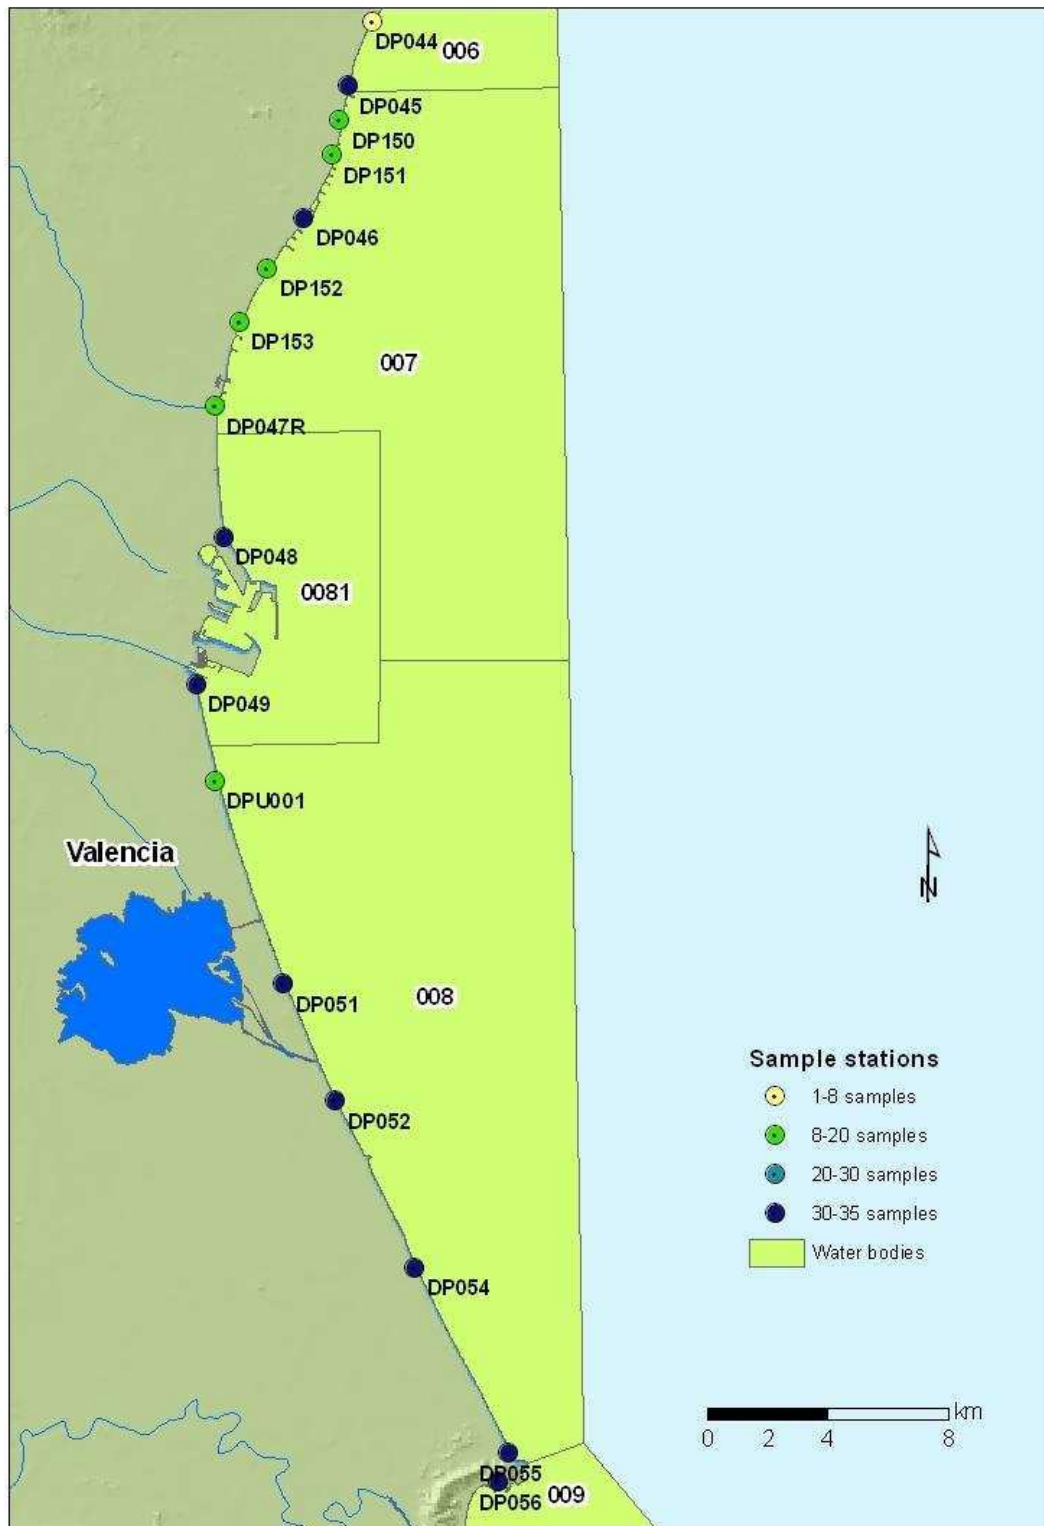 DP044
006
DP045
DP150
DP151
DP046
DP152
DP153
007
DP047R
DP048
0081
DP049
DPU001
Valencia
N
DP051
008
Sample stations
1-8 samples
8-20 samples
20-30 samples
30-35 samples
Water bodies
DP052
DP054
km
0 2 4 8
DP055
DP056
009